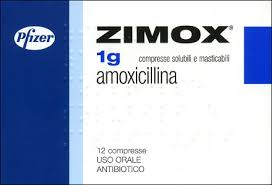 Pfizer
ZIMOX®
1g
compresse solubili e masticabili
amoxicillina
12 compresse
USO ORALE
ANTIBIOTICO